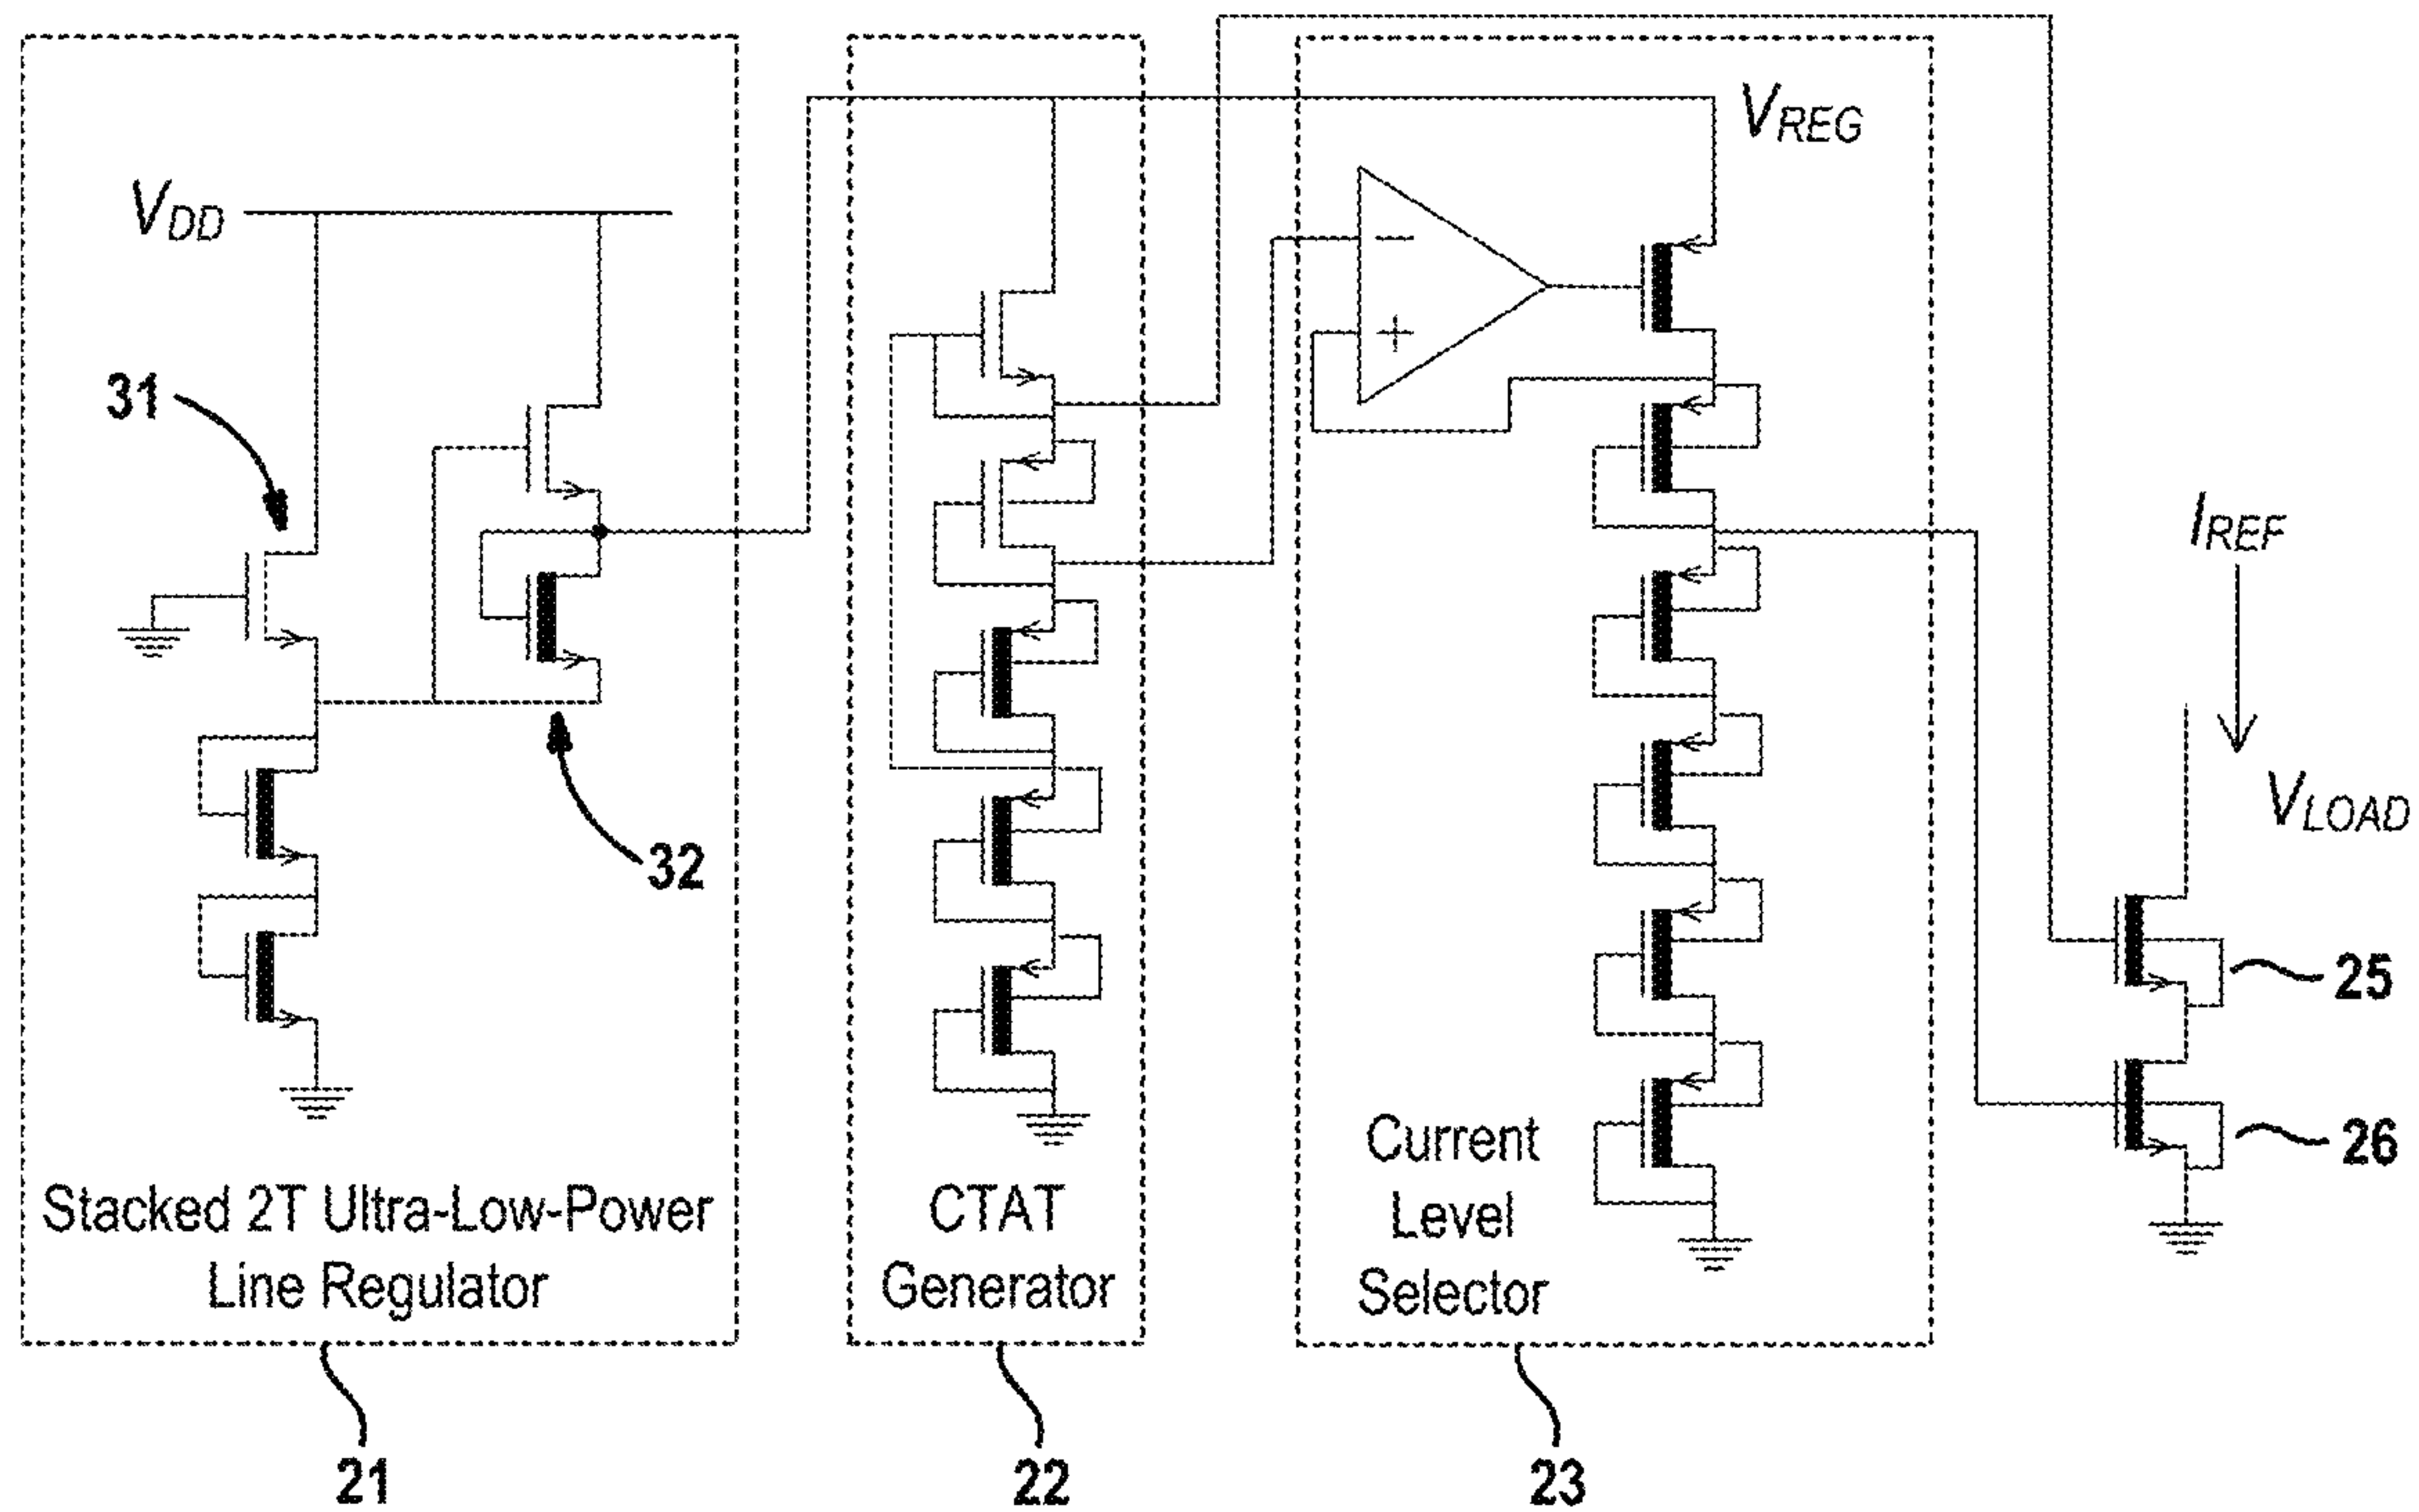 VDD
31
32
Stacked 2T Ultra-Low-Power
Line Regulator
21
CTAT
Generator
22
VREG
−
+
Current
Level
Selector
23
IREF
VLOAD
25
26